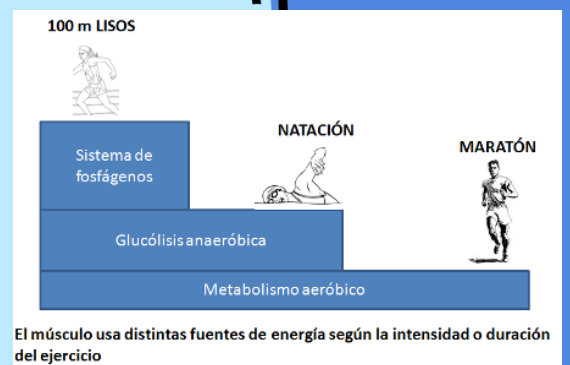 100 m LISOS
NATACIÓN
MARATÓN
Sistema de
fosfágenos
Glucólisis anaeróbica
Metabolismo aeróbico
El músculo usa distintas fuentes de energía según la intensidad o duración
del ejercicio